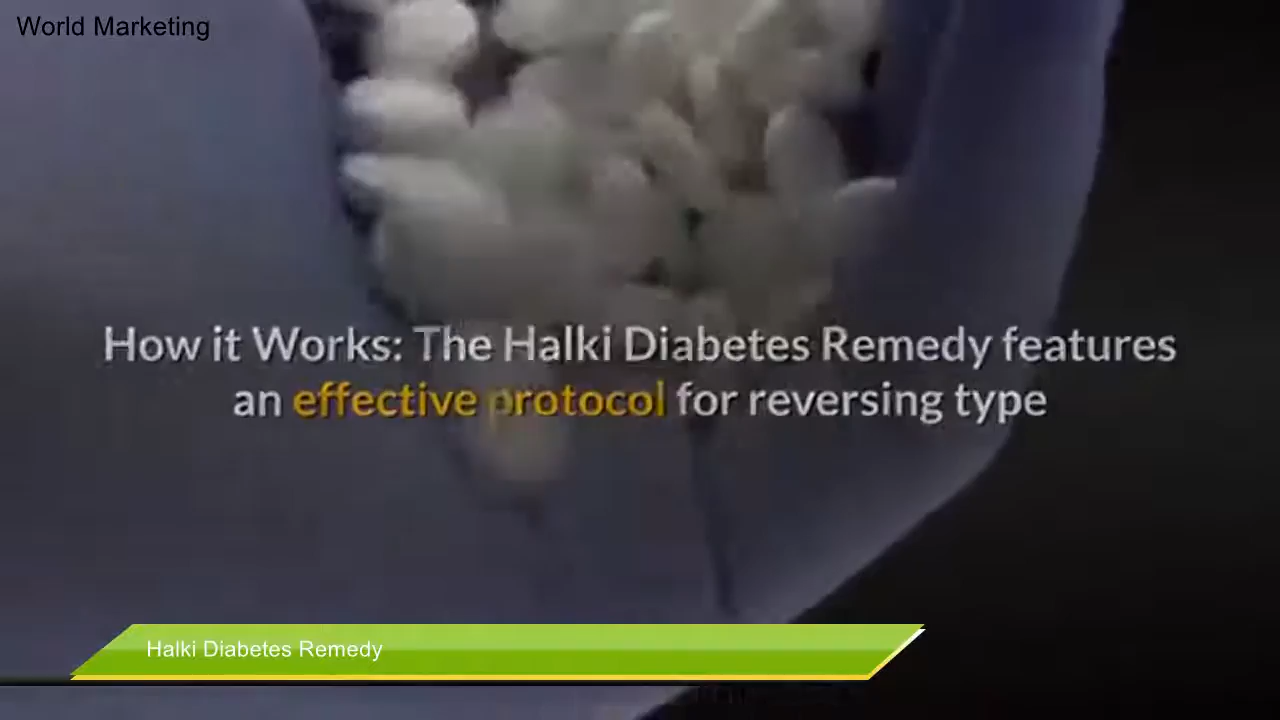 World Marketing
How it Works: The Halki Diabetes Remedy features
an effective protocol for reversing type
Halki Diabetes Remedy